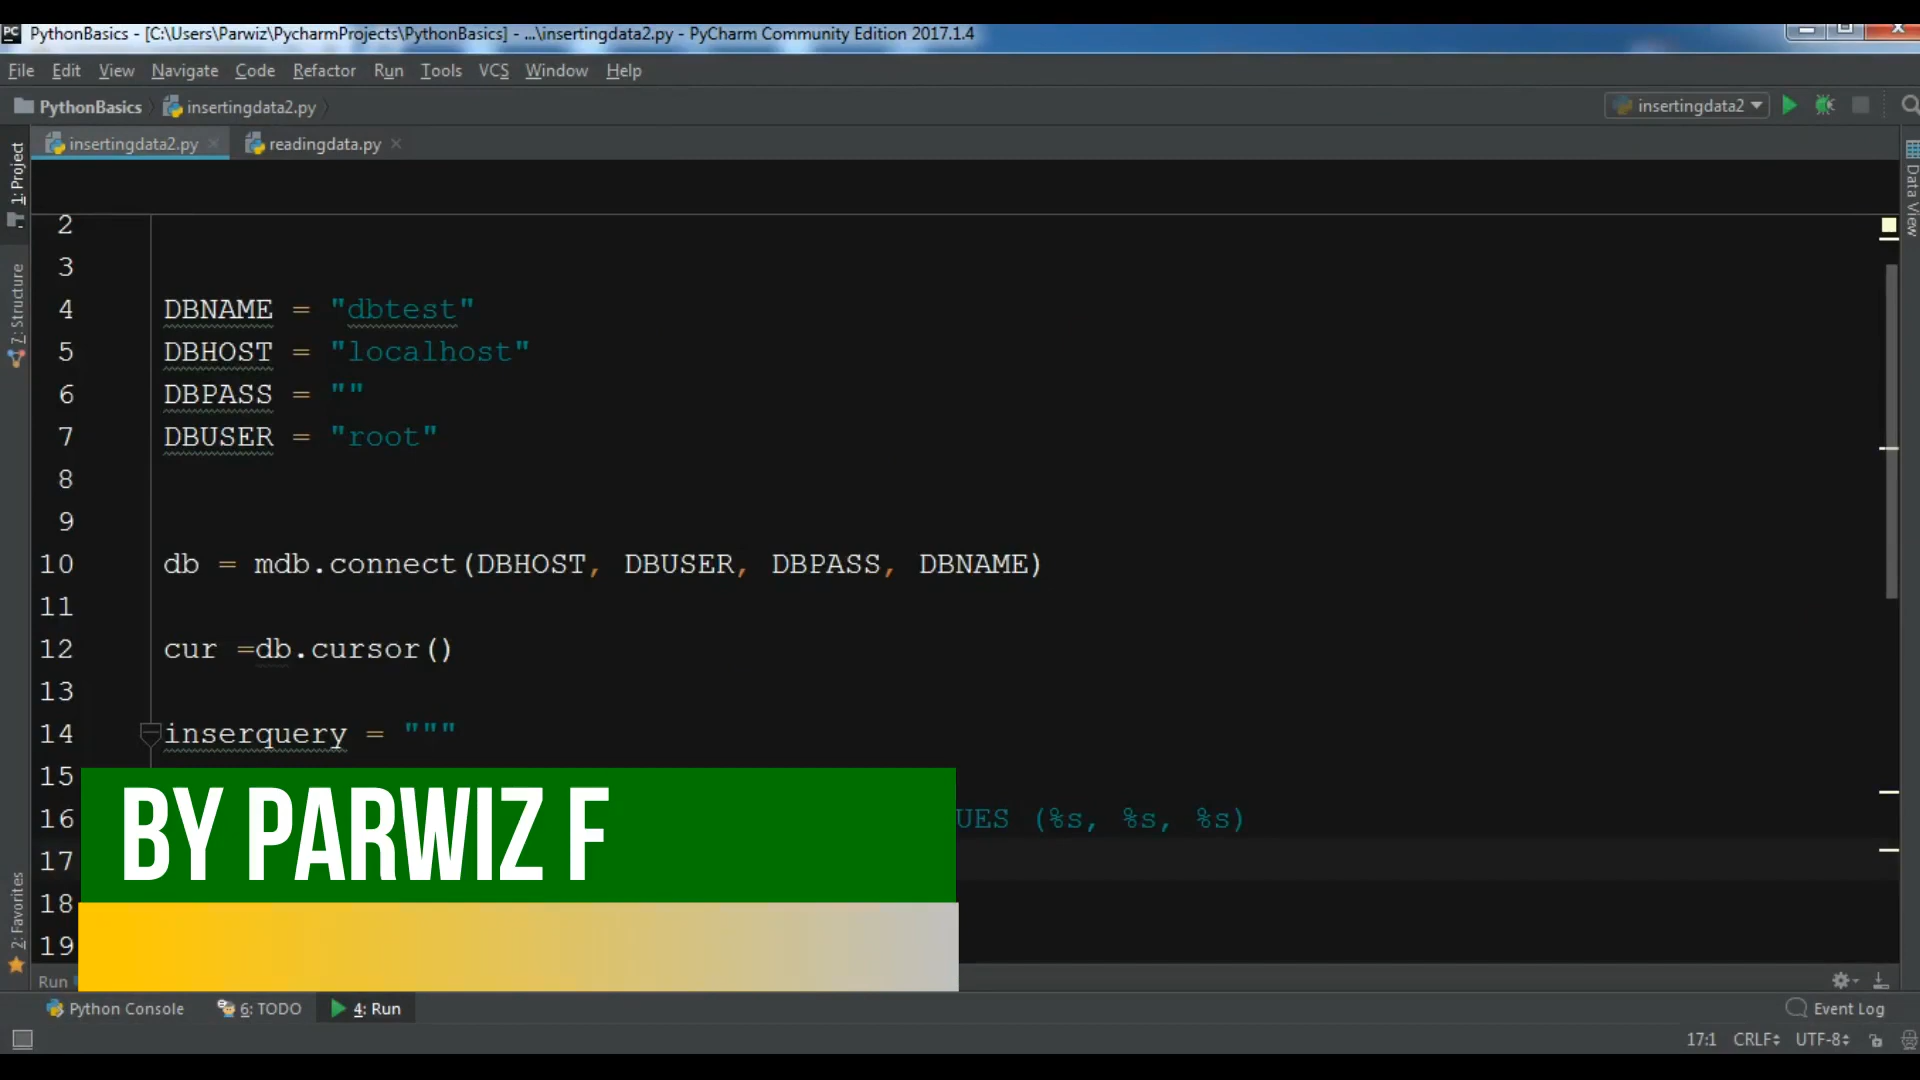 PC PythonBasics - [C:\Users\Parwiz\PycharmProjects\PythonBasics] - ...\insertingdata2.py - PyCharm Community Edition 2017.1.4
File Edit View Navigate Code Refactor Run Tools VCS Window Help
PythonBasics insertingdata2.py insertingdata2
insertingdata2.py readingdata.py
1: Project
7: Structure
2: Favorites
Data View
2
3
4 DBNAME = "dbtest"
5 DBHOST = "localhost"
6 DBPASS = ""
7 DBUSER = "root"
8
9
10 db = mdb.connect(DBHOST, DBUSER, DBPASS, DBNAME)
11
12 cur =db.cursor()
13
14 inserquery = """
15
16 UES (%s, %s, %s)
17
18
19
BY PARWIZ F
Run
Python Console 6: TODO 4: Run Event Log
17:1 CRLF UTF-8